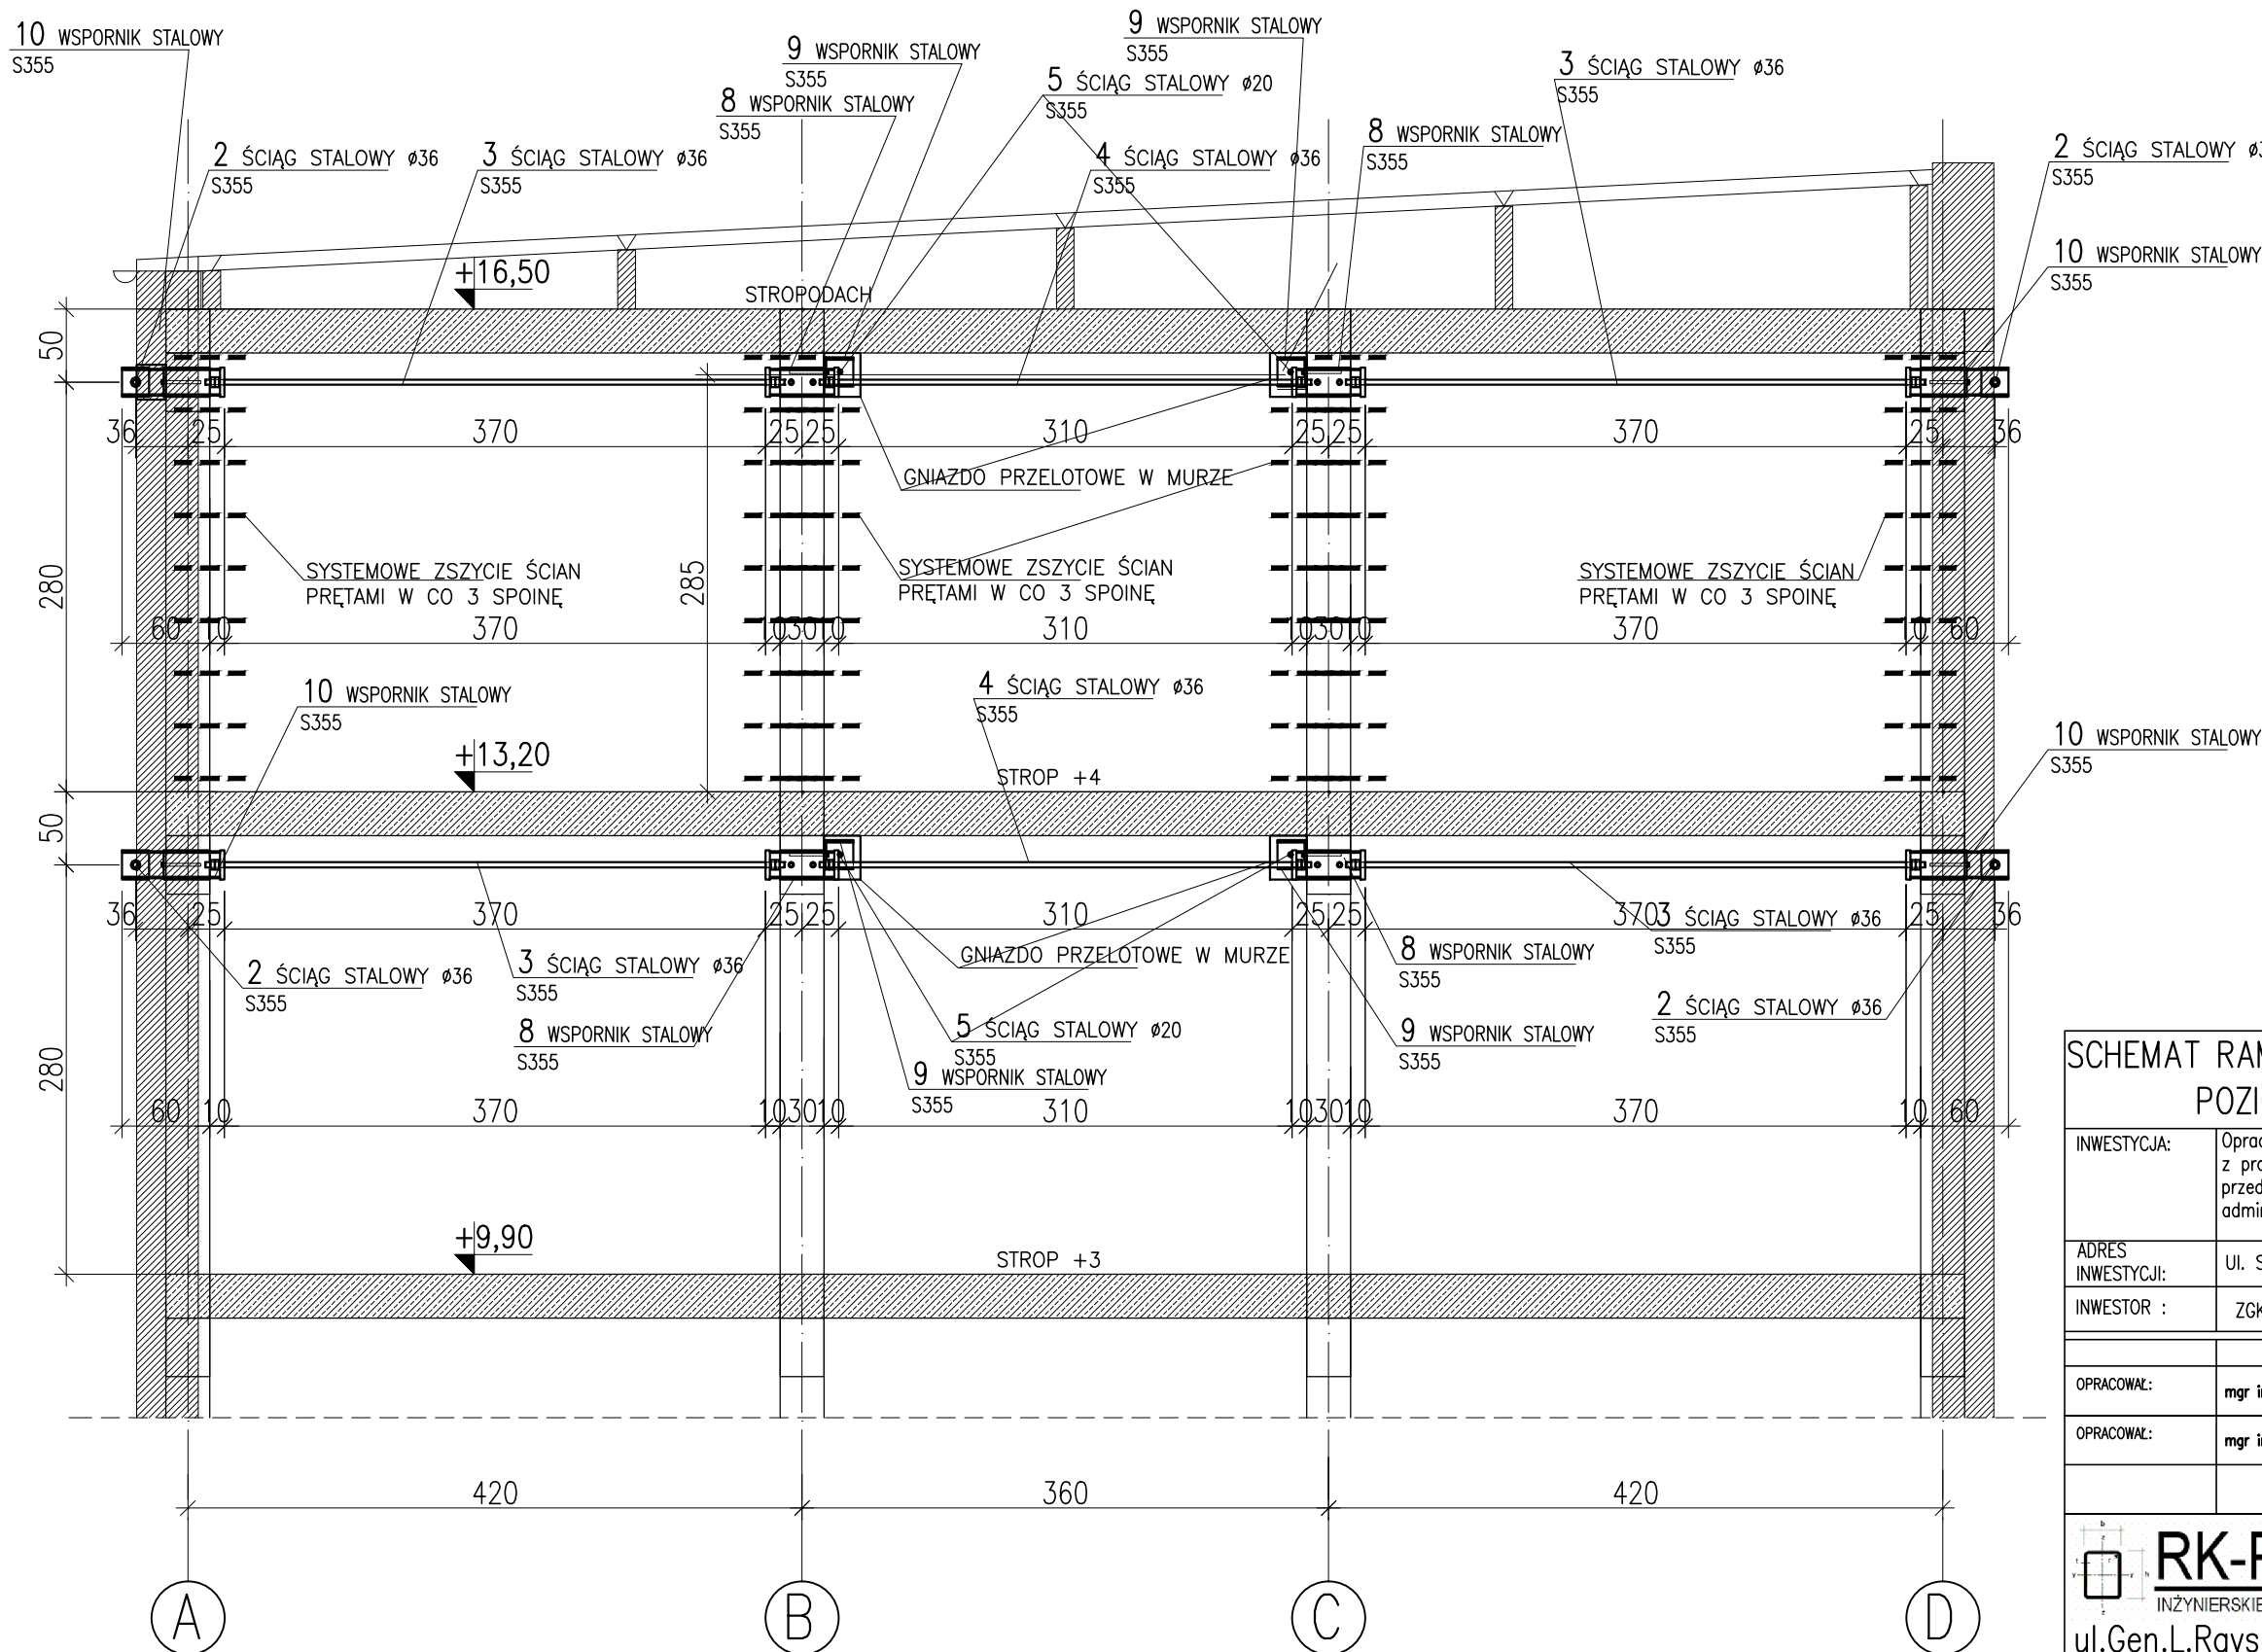 10 WSPORNIK STALOWY
S355
9 WSPORNIK STALOWY
S355
9 WSPORNIK STALOWY
S355
8 WSPORNIK STALOWY
S355
5 ŚCIĄG STALOWY ø20
S355
3 ŚCIĄG STALOWY ø36
S355
2 ŚCIĄG STALOWY ø36
S355
3 ŚCIĄG STALOWY ø36
S355
4 ŚCIĄG STALOWY ø36
S355
8 WSPORNIK STALOWY
S355
2 ŚCIĄG STALOWY
S355
10 WSPORNIK STALOWY
S355
+16,50
STROPODACH
50
36 25 370 25 25 310 25 25 370 25 36
GNIAZDO PRZELOTOWE W MURZE
280
285
SYSTEMOWE ZSZYCIE ŚCIAN
PRĘTAMI W CO 3 SPOINĘ
SYSTEMOWE ZSZYCIE ŚCIAN
PRĘTAMI W CO 3 SPOINĘ
SYSTEMOWE ZSZYCIE ŚCIAN
PRĘTAMI W CO 3 SPOINĘ
60 370 30 310 30 370 60
10 WSPORNIK STALOWY
S355
4 ŚCIĄG STALOWY ø36
S355
10 WSPORNIK STALOWY
S355
+13,20
STROP +4
50
36 25 370 25 25 310 25 25 370 25 36
3 ŚCIĄG STALOWY ø36
S355
GNIAZDO PRZELOTOWE W MURZE
8 WSPORNIK STALOWY
S355
2 ŚCIĄG STALOWY ø36
S355
3 ŚCIĄG STALOWY ø36
S355
2 ŚCIĄG STALOWY ø36
S355
8 WSPORNIK STALOWY
S355
5 ŚCIĄG STALOWY ø20
S355
9 WSPORNIK STALOWY
S355
9 WSPORNIK STALOWY
S355
280
60 10 370 10 30 10 310 10 30 10 370 10 60
+9,90
STROP +3
420 360 420
A B C D
SCHEMAT
INWESTYCJA:
z
ADRES
INWESTYCJI:
Ul.
INWESTOR :
OPRACOWAŁ:
mgr
OPRACOWAŁ:
mgr
INŻYNIERSKIE
ul.Gen.L.